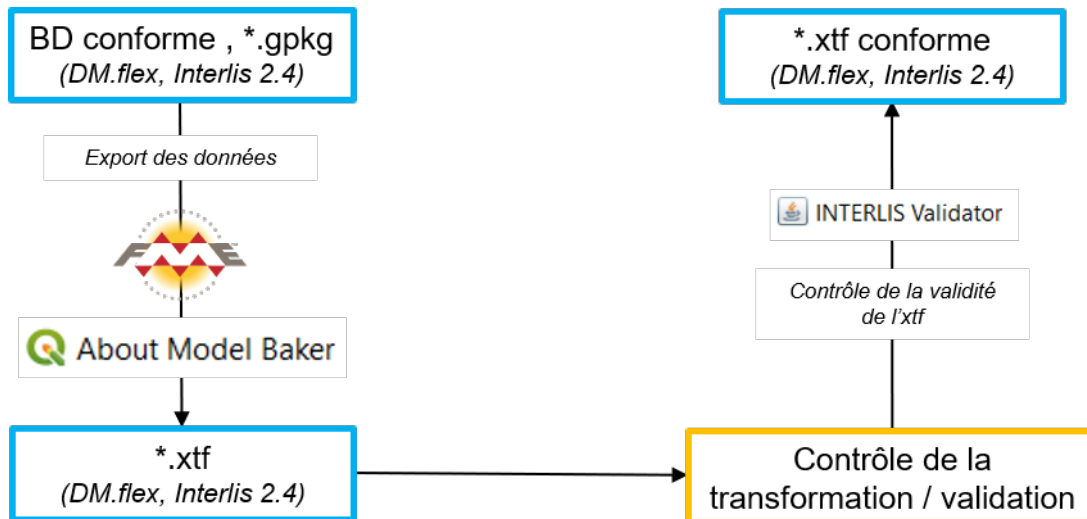 BD conforme , *.gpkg
(DM.flex, Interlis 2.4)
Export des données
FME
About Model Baker
*.xtf
(DM.flex, Interlis 2.4)
*.xtf conforme
(DM.flex, Interlis 2.4)
INTERLIS Validator
Contrôle de la validité
de l'xtf
Contrôle de la
transformation / validation